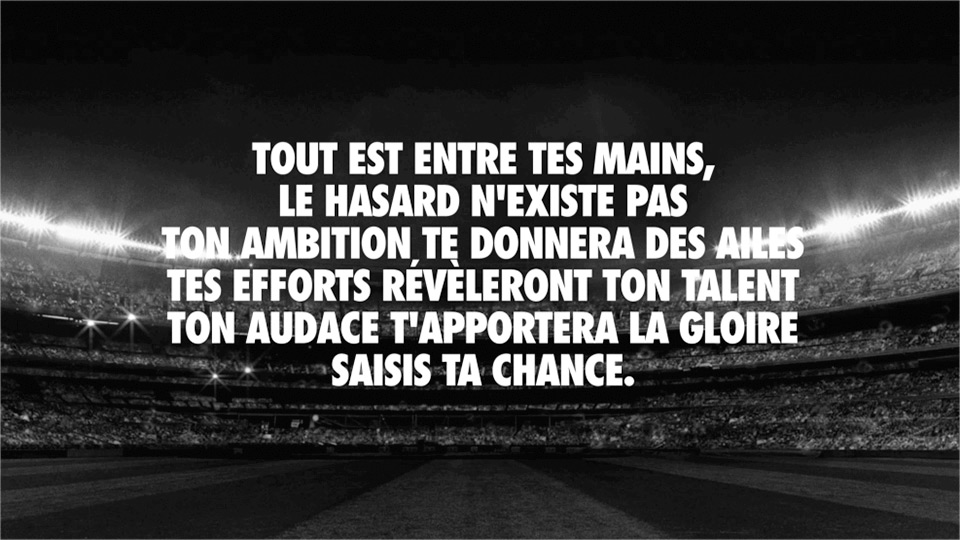 TOUT EST ENTRE TES MAINS,
LE HASARD N'EXISTE PAS
TON AMBITION TE DONNERA DES AILES
TES EFFORTS RÉVÈLERONT TON TALENT
TON AUDACE T'APPORTERA LA GLOIRE
SAISIS TA CHANCE.